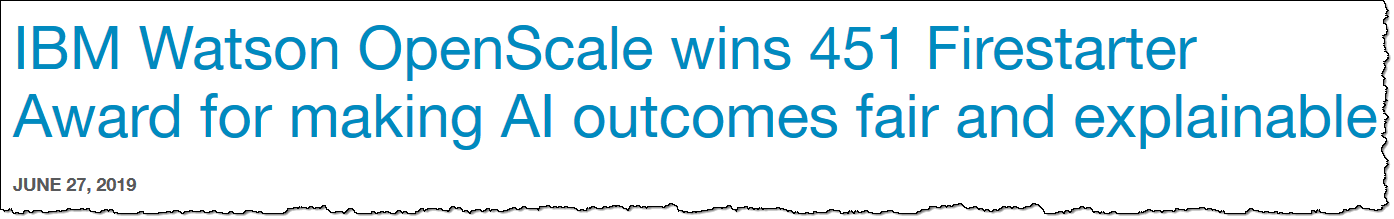 IBM Watson OpenScale wins 451 Firestarter
Award for making AI outcomes fair and explainable
JUNE 27, 2019